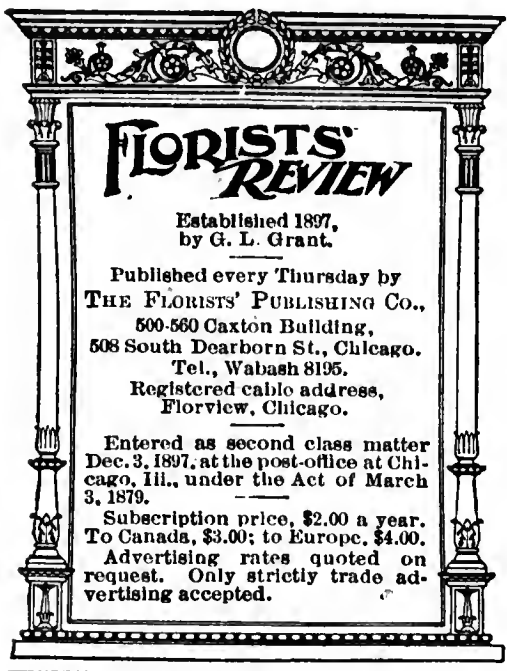 FLORISTS'
REVIEW
Established 1897,
by G. L. Grant.
Published every Thursday by
THE FLORISTS' PUBLISHING CO.,
500-560 Caxton Building,
508 South Dearborn St., Chicago.
Tel., Wabash 8195.
Registered cable address,
Florview, Chicago.
Entered as second class matter
Dec. 3, 1897, at the post-office at Chi-
cago, Ill., under the Act of March
3, 1879.
Subscription price, $2.00 a year.
To Canada, $3.00; to Europe, $4.00.
Advertising rates quoted on
request. Only strictly trade ad-
vertising accepted.